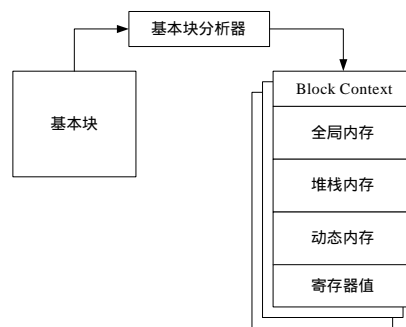 基本块分析器
基本块
Block Context
全局内存
堆栈内存
动态内存
寄存器值